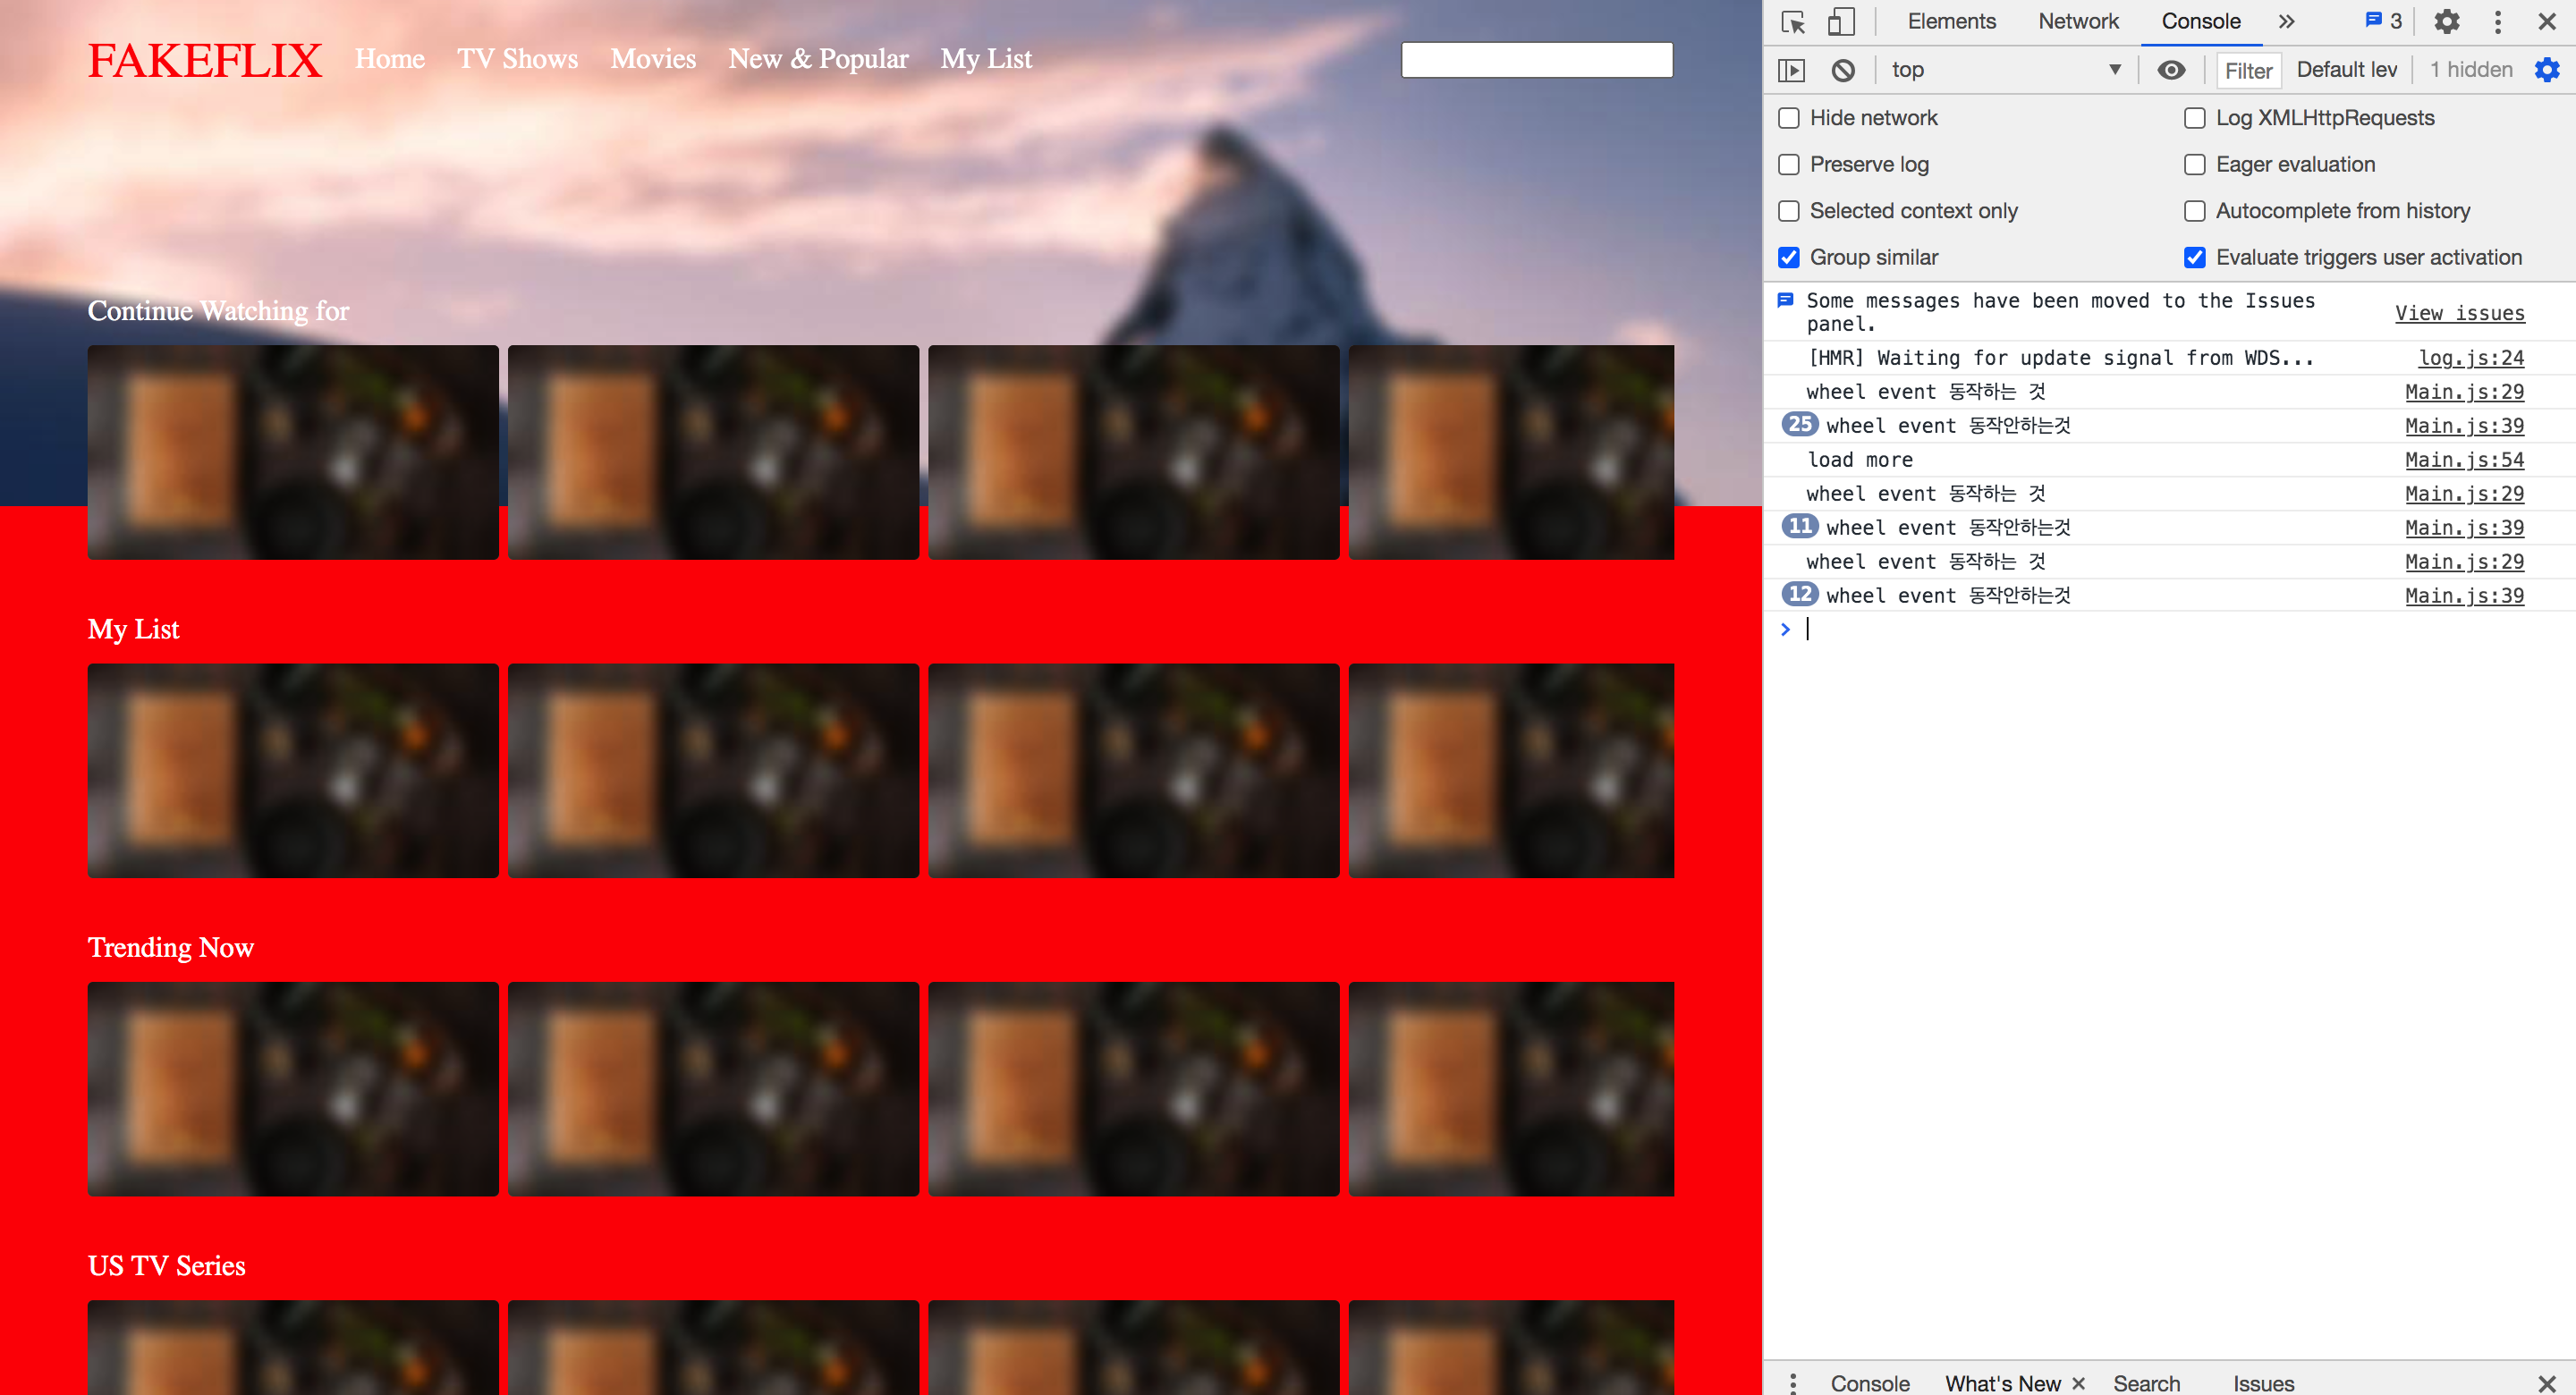 FAKEFLIX Home TV Shows Movies New & Popular My List
Continue Watching for
My List
Trending Now
US TV Series
Elements Network Console 3
top Filter Default lev 1 hidden
Hide network Log XMLHttpRequests
Preserve log Eager evaluation
Selected context only Autocomplete from history
Group similar Evaluate triggers user activation
Some messages have been moved to the Issues
panel. View issues
[HMR] Waiting for update signal from WDS... log.js:24
wheel event 동작하는 것 Main.js:29
25 wheel event 동작안하는것 Main.js:39
load more Main.js:54
wheel event 동작하는 것 Main.js:29
11 wheel event 동작안하는것 Main.js:39
wheel event 동작하는 것 Main.js:29
12 wheel event 동작안하는것 Main.js:39
Console What's New Search Issues